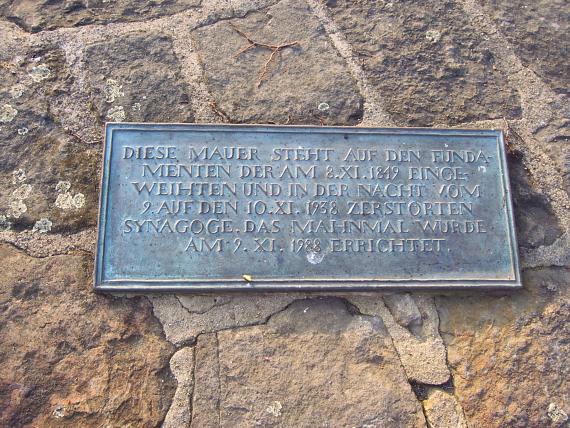 DIESE MAUER STEHT AUF DEN FUNDA-
MENTEN DER AM 8.XI.1849 EINGE-
WEIHTEN UND IN DER NACHT VOM
9. AUF DEN 10.XI.1938 ZERSTÖRTEN
SYNAGOGE. DAS MAHNMAL WURDE
AM 9.XI.1988 ERRICHTET.